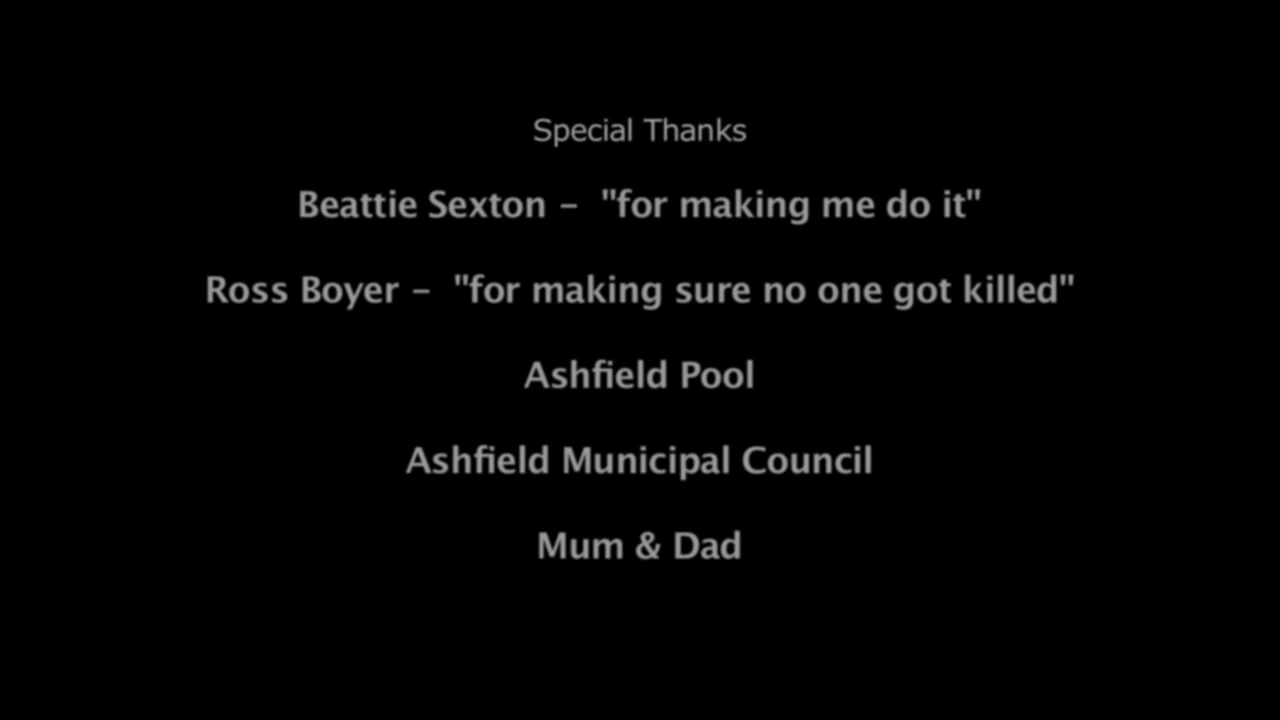 Special Thanks
Beattie Sexton –  "for making me do it"
Ross Boyer –  "for making sure no one got killed"
Ashfield Pool
Ashfield Municipal Council
Mum & Dad